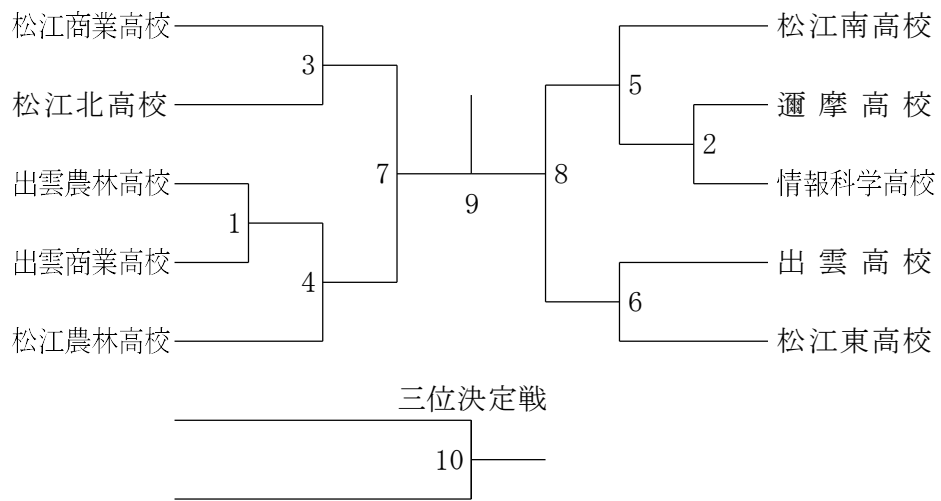 松江商業高校
松江北高校
出雲農林高校
出雲商業高校
松江農林高校
3
1
4
7
9
8
5
2
6
松江南高校
邇 摩 高 校
情報科学高校
出 雲 高 校
松江東高校
三位決定戦
10